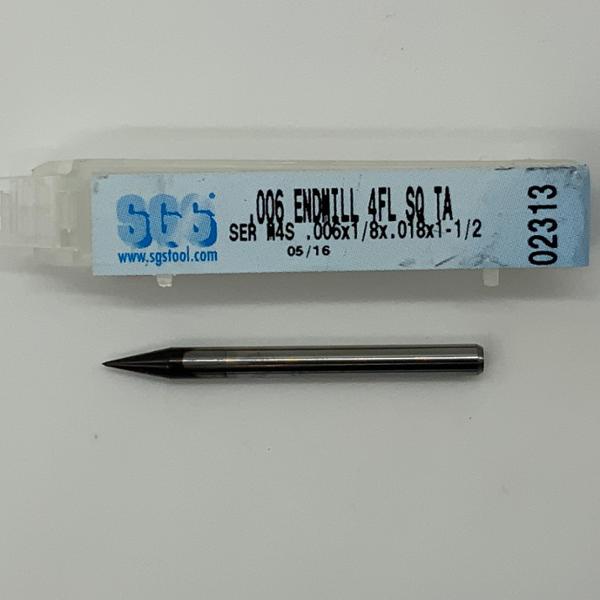 SGS
www.sgstool.com
.006 ENDMILL 4FL SQ TA
SER M4S .006x1/8x.018x1-1/2
05/16
02313